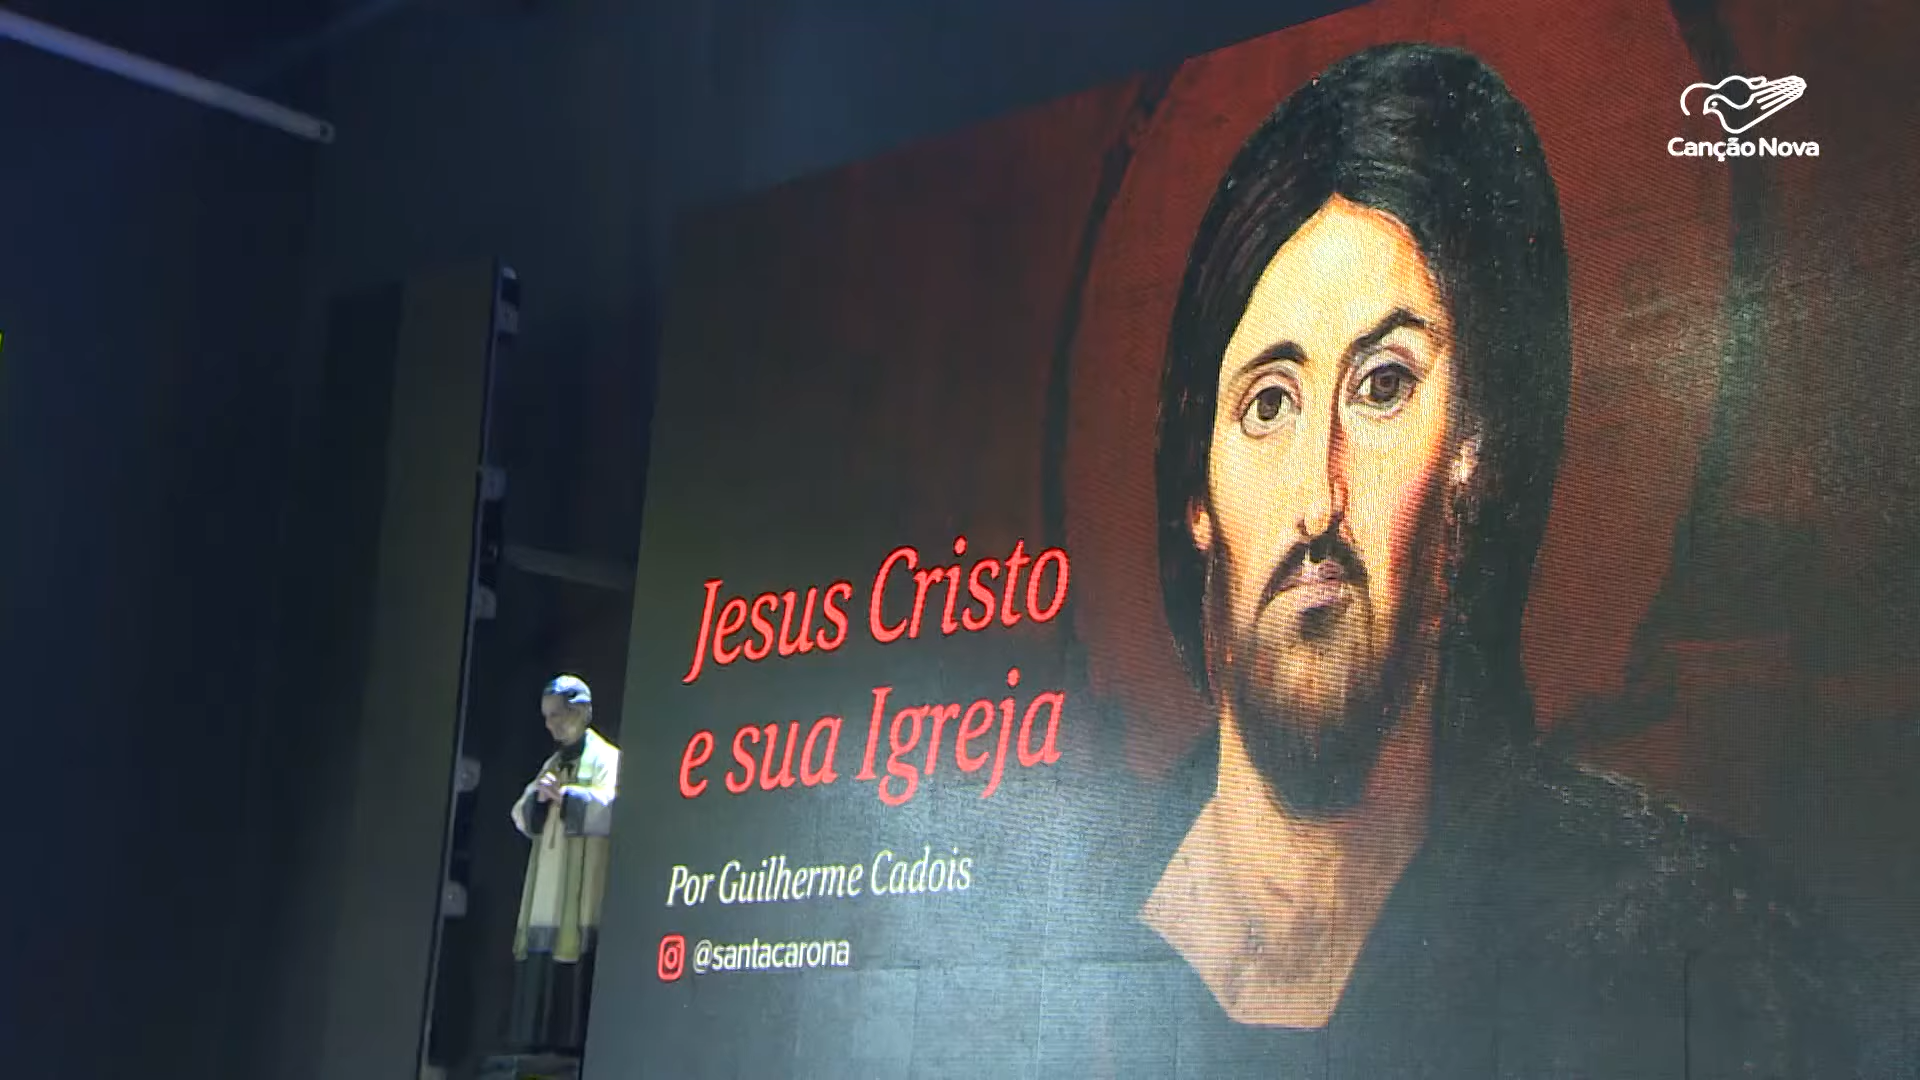 Canção Nova
Jesus Cristo
e sua Igreja
Por Guilherme Cadois
@santacarona